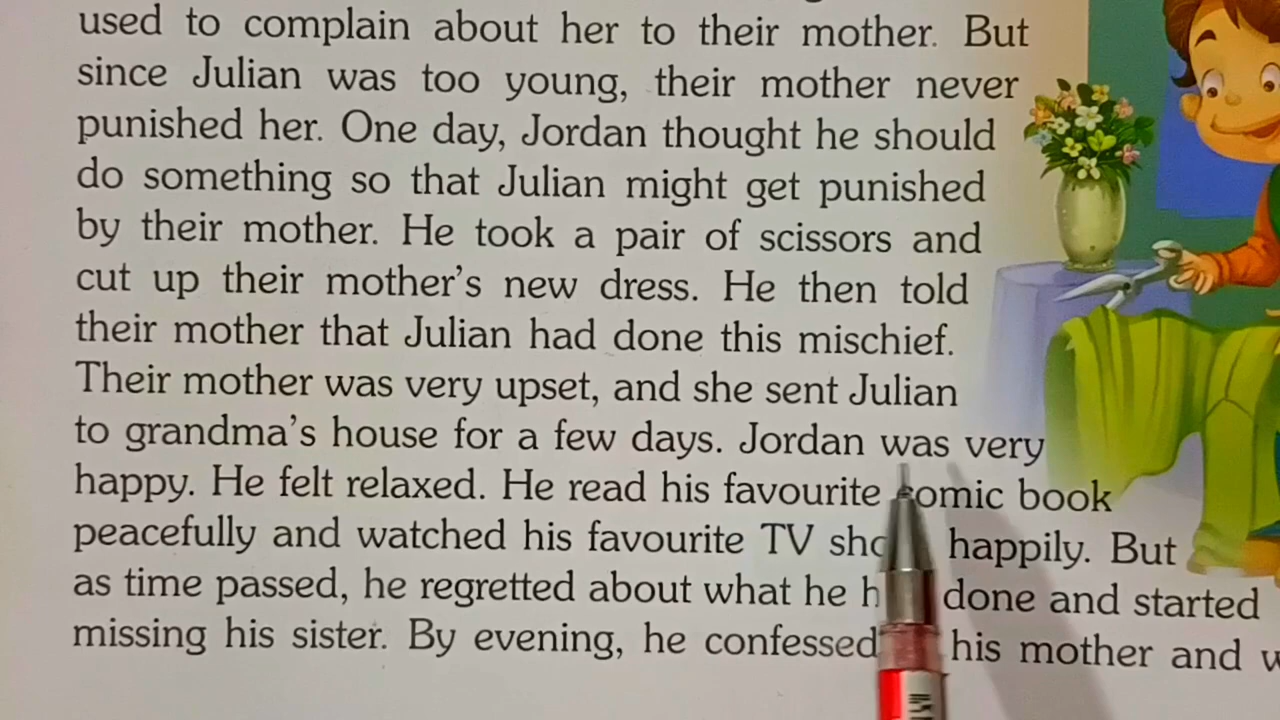 used to complain about her to their mother. But
since Julian was too young, their mother never
punished her. One day, Jordan thought he should
do something so that Julian might get punished
by their mother. He took a pair of scissors and
cut up their mother's new dress. He then told
their mother that Julian had done this mischief.
Their mother was very upset, and she sent Julian
to grandma's house for a few days. Jordan was very
happy. He felt relaxed. He read his favourite comic book
peacefully and watched his favourite TV happily. But
as time passed, he regretted about what he done and started
missing his sister. By evening, he confessed his mother and